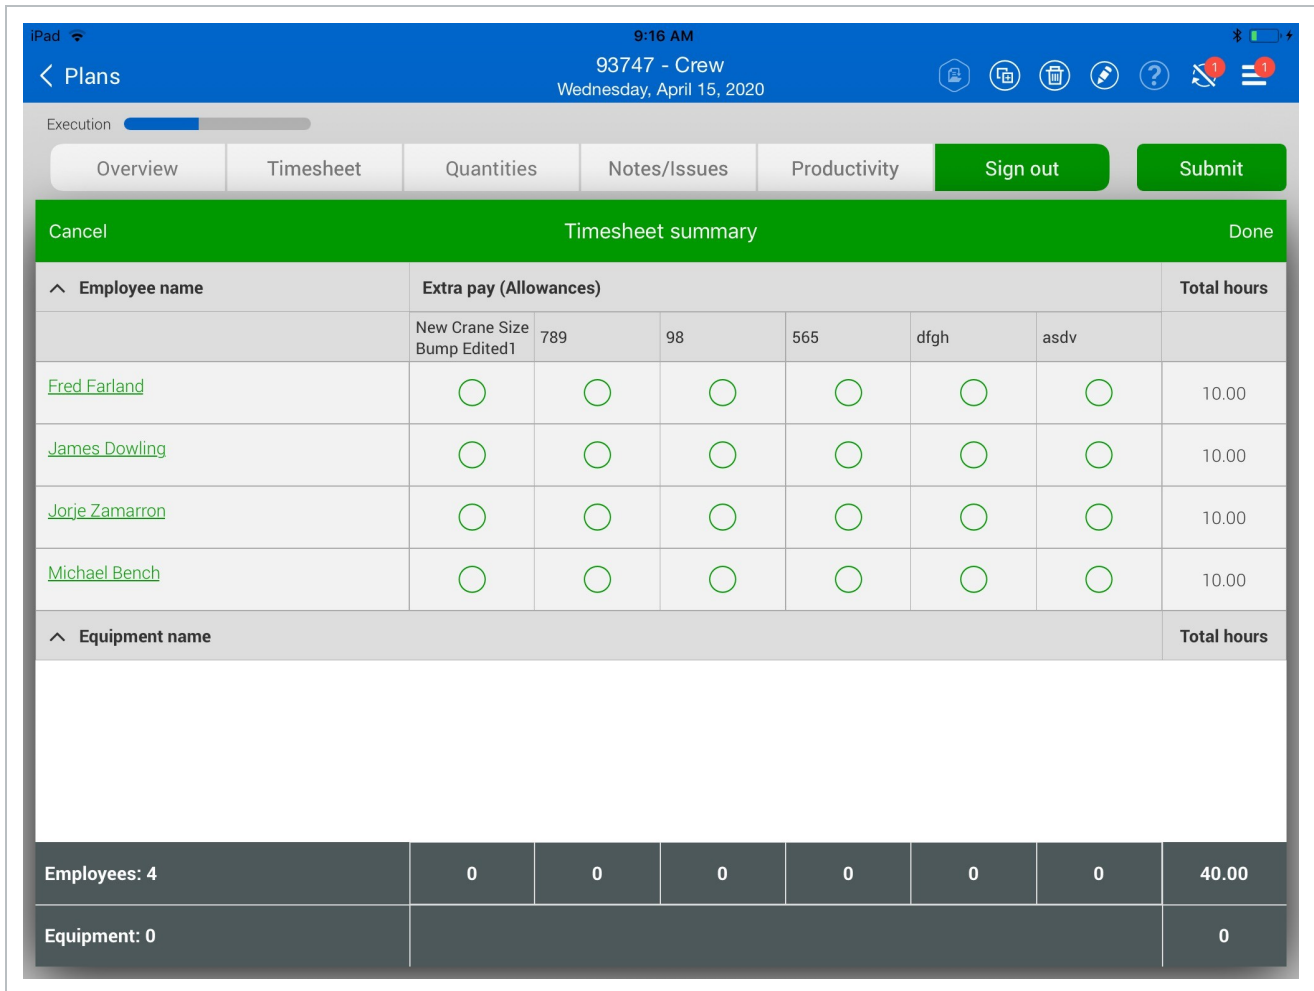 iPad
9:16 AM
Plans
93747 - Crew
Wednesday, April 15, 2020
?
1
1
Execution
Overview
Timesheet
Quantities
Notes/Issues
Productivity
Sign out
Submit
Cancel
Timesheet summary
Done
Employee name
Extra pay (Allowances)
Total hours
New Crane Size
Bump Edited1
789
98
565
dfgh
asdv
Fred Farland
10.00
James Dowling
10.00
Jorje Zamarron
10.00
Michael Bench
10.00
Equipment name
Total hours
Employees: 4
0
0
0
0
0
0
40.00
Equipment: 0
0